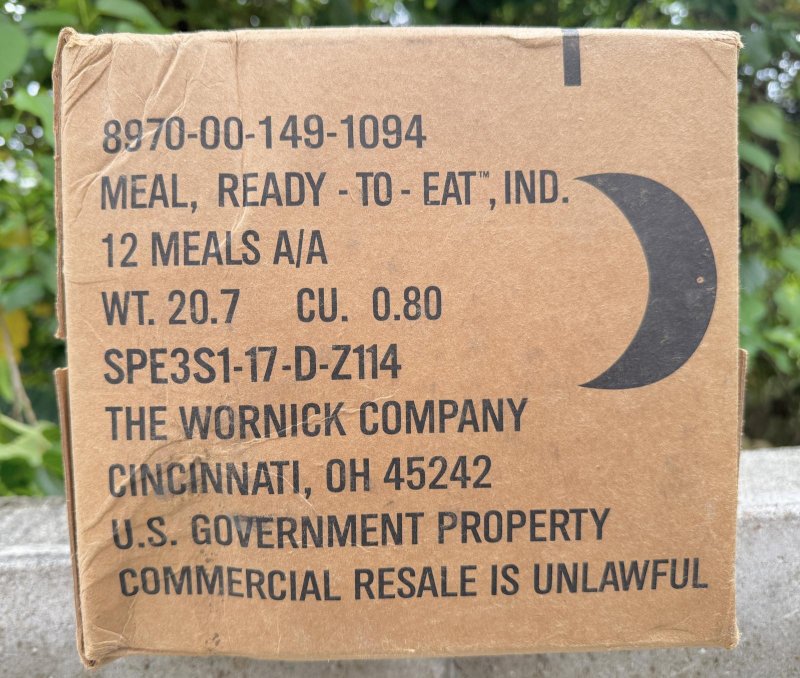 8970-00-149-1094
MEAL, READY - TO - EAT™, IND.
12 MEALS A/A
WT. 20.7 CU. 0.80
SPE3S1-17-D-Z114
THE WORNICK COMPANY
CINCINNATI, OH 45242
U.S. GOVERNMENT PROPERTY
COMMERCIAL RESALE IS UNLAWFUL